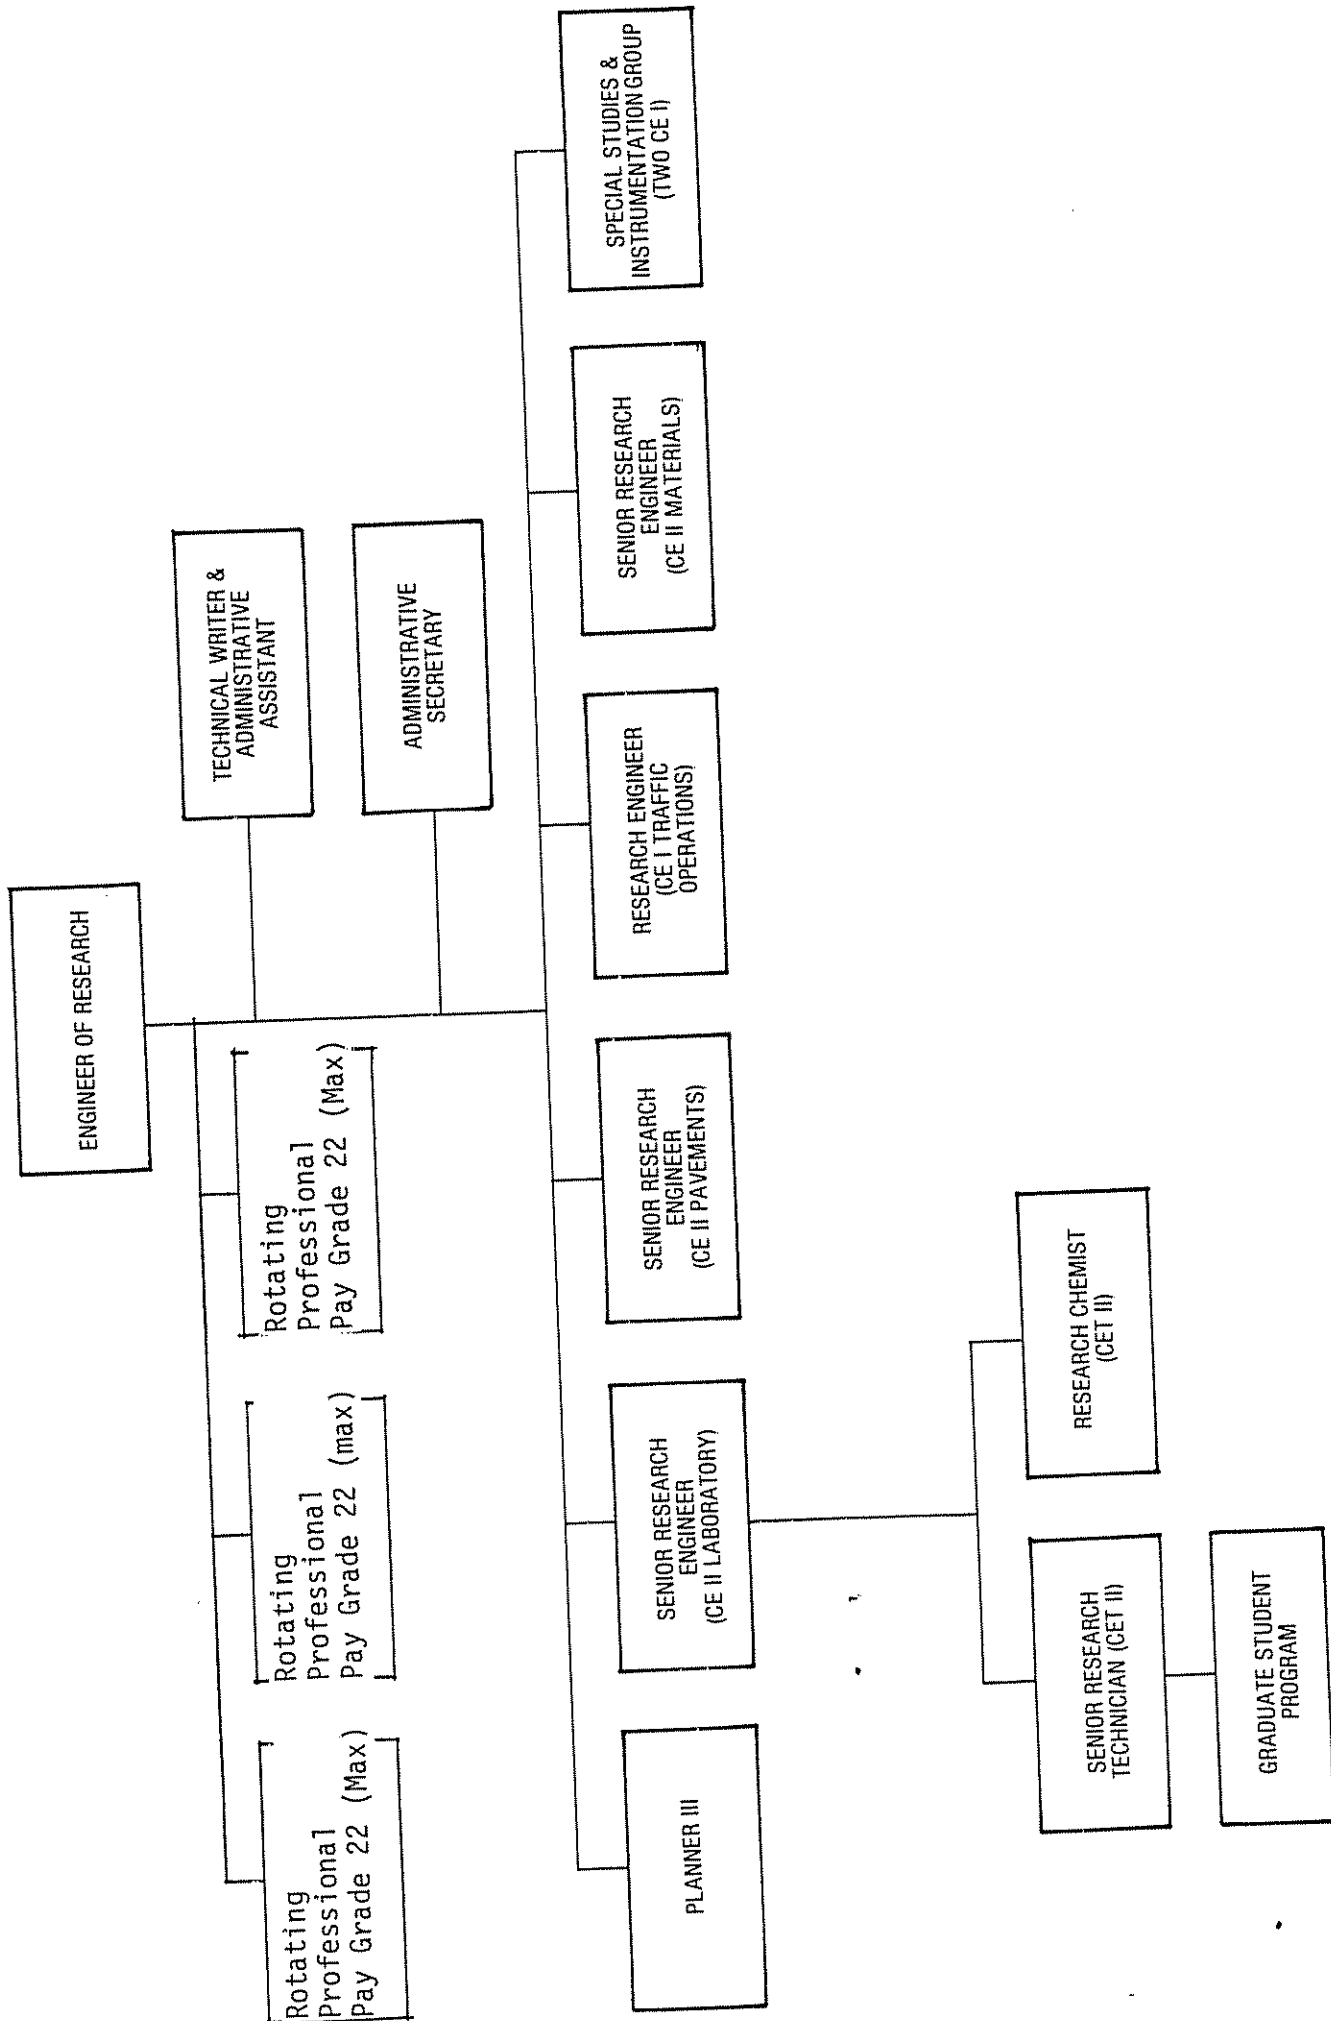 ENGINEER OF RESEARCH
TECHNICAL WRITER &
ADMINISTRATIVE
ASSISTANT
ADMINISTRATIVE
SECRETARY
Rotating
Professional
Pay Grade 22 (Max)
Rotating
Professional
Pay Grade 22 (max)
Rotating
Professional
Pay Grade 22 (Max)
PLANNER III
SENIOR RESEARCH
ENGINEER
(CE II LABORATORY)
SENIOR RESEARCH
ENGINEER
(CE II PAVEMENTS)
RESEARCH ENGINEER
(CE I TRAFFIC
OPERATIONS)
SENIOR RESEARCH
ENGINEER
(CE II MATERIALS)
SPECIAL STUDIES &
INSTRUMENTATION GROUP
(TWO CE I)
SENIOR RESEARCH
TECHNICIAN (CET II)
RESEARCH CHEMIST
(CET II)
GRADUATE STUDENT
PROGRAM